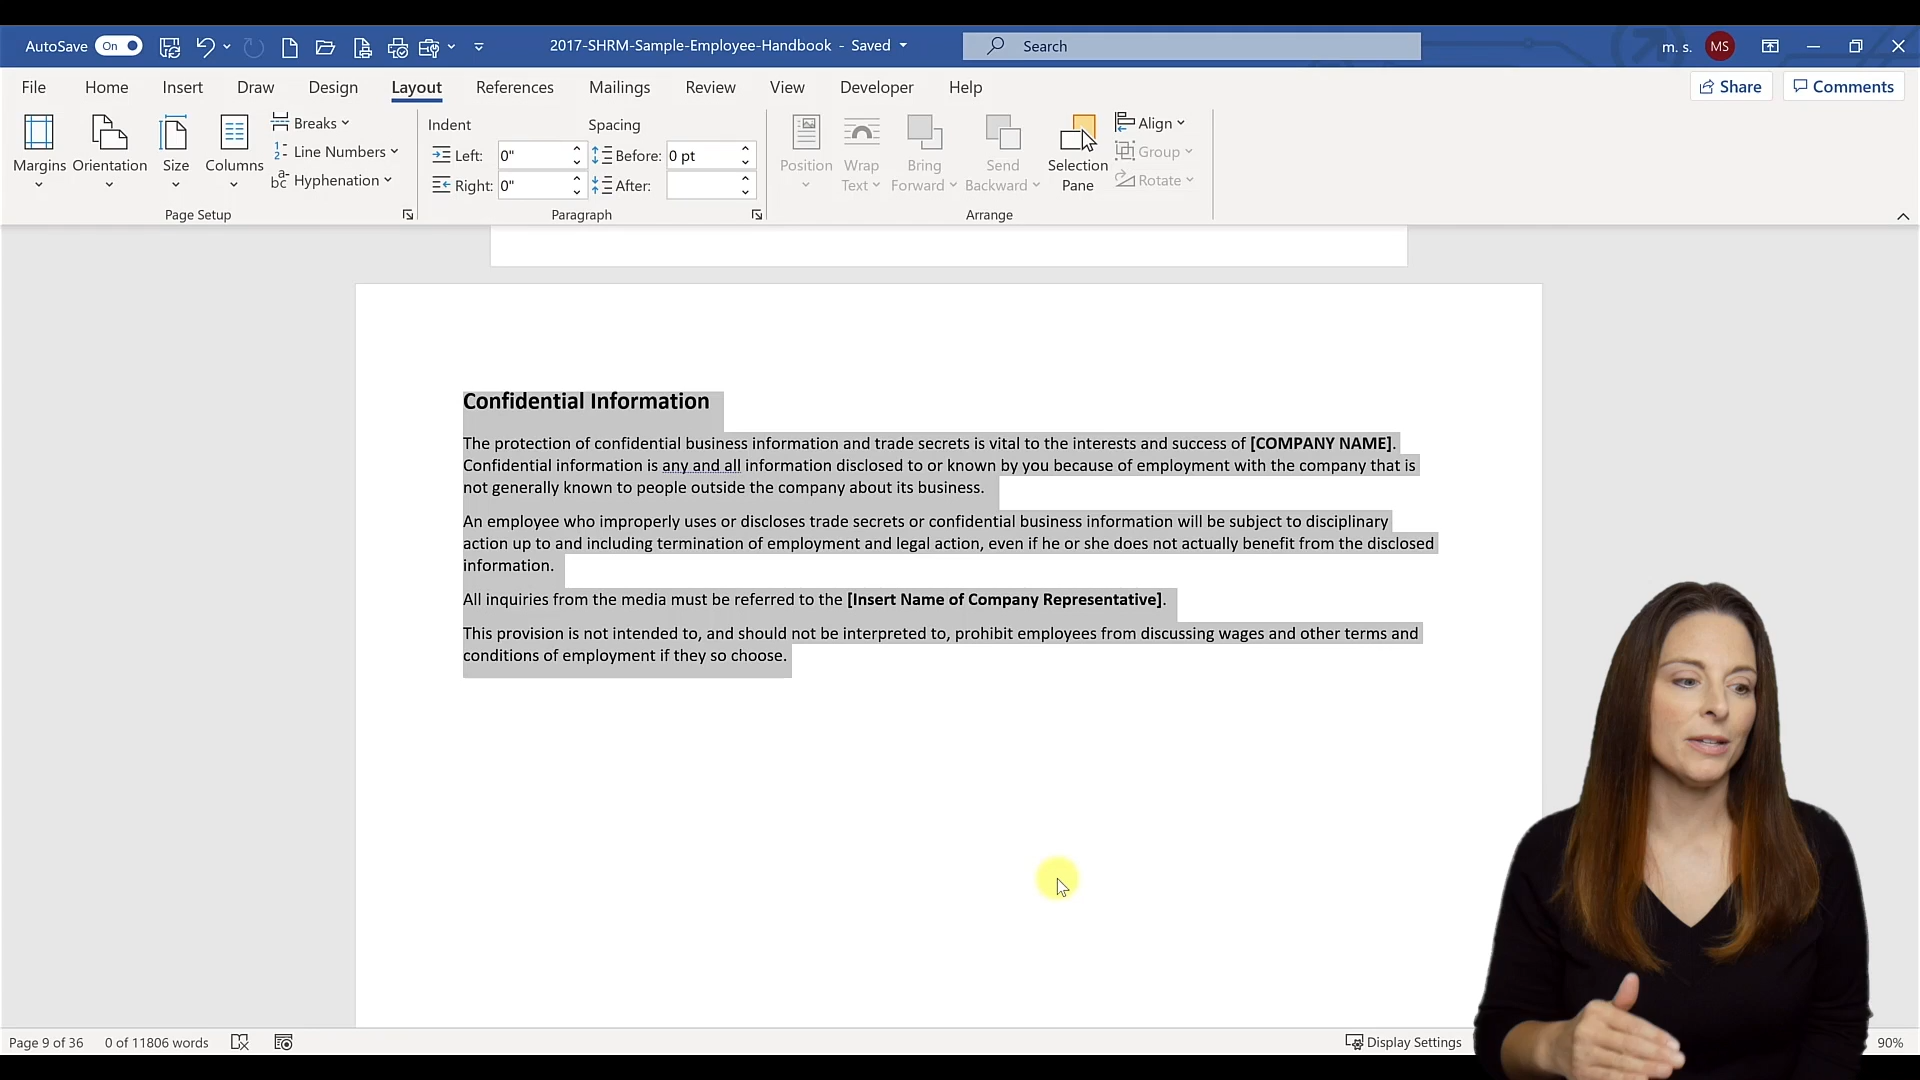 AutoSave On 2017-SHRM-Sample-Employee-Handbook - Saved Search m. s. MS
File Home Insert Draw Design Layout References Mailings Review View Developer Help Share Comments
Margins Orientation Size Columns
Breaks
Line Numbers
Hyphenation
Page Setup
Indent Spacing
Left: 0" Before: 0 pt
Right: 0" After:
Paragraph
Position Wrap Text Bring Forward Send Backward Selection Pane
Align
Group
Rotate
Arrange
Confidential Information
The protection of confidential business information and trade secrets is vital to the interests and success of [COMPANY NAME].
Confidential information is any and all information disclosed to or known by you because of employment with the company that is
not generally known to people outside the company about its business.
An employee who improperly uses or discloses trade secrets or confidential business information will be subject to disciplinary
action up to and including termination of employment and legal action, even if he or she does not actually benefit from the disclosed
information.
All inquiries from the media must be referred to the [Insert Name of Company Representative].
This provision is not intended to, and should not be interpreted to, prohibit employees from discussing wages and other terms and
conditions of employment if they so choose.
Page 9 of 36 0 of 11806 words Display Settings 90%